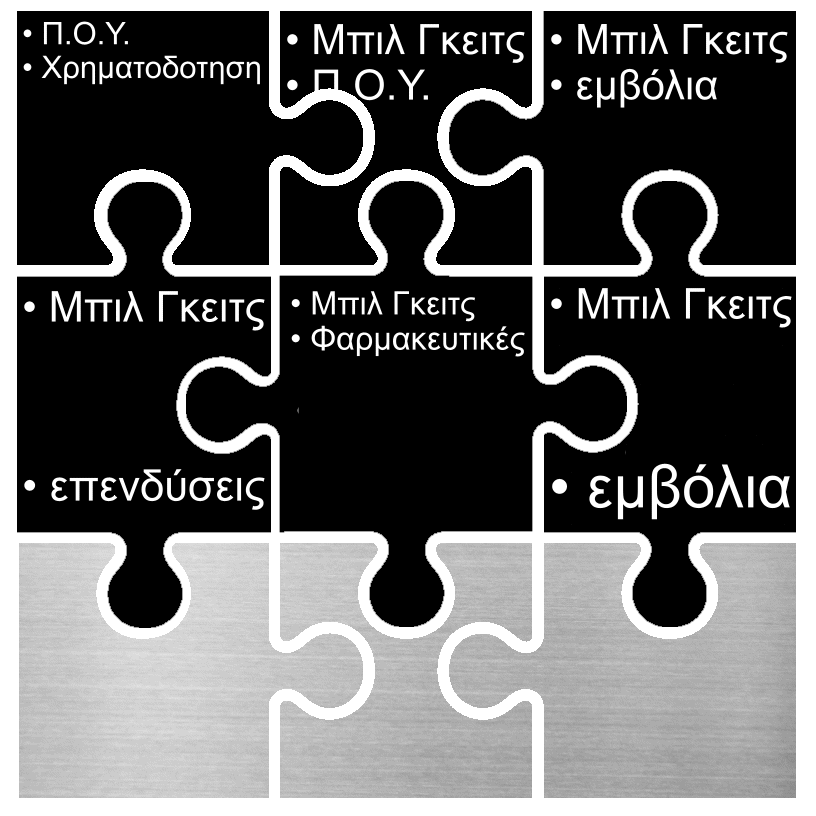 • Π.Ο.Υ.
• Χρηματοδοτηση
• Μπιλ Γκειτς
• Π.Ο.Υ.
• Μπιλ Γκειτς
• εμβόλια
• Μπιλ Γκειτς
• επενδύσεις
• Μπιλ Γκειτς
• Φαρμακευτικές
• Μπιλ Γκειτς
• εμβόλια